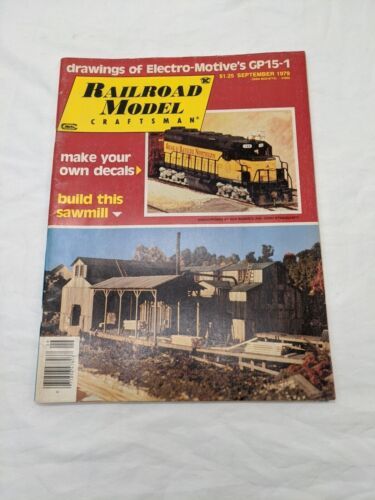 drawings of Electro-Motive's GP15-1
$1.25 SEPTEMBER 1979
RAILROAD
MODEL
CRAFTSMAN
make your
own decals
build this
sawmill